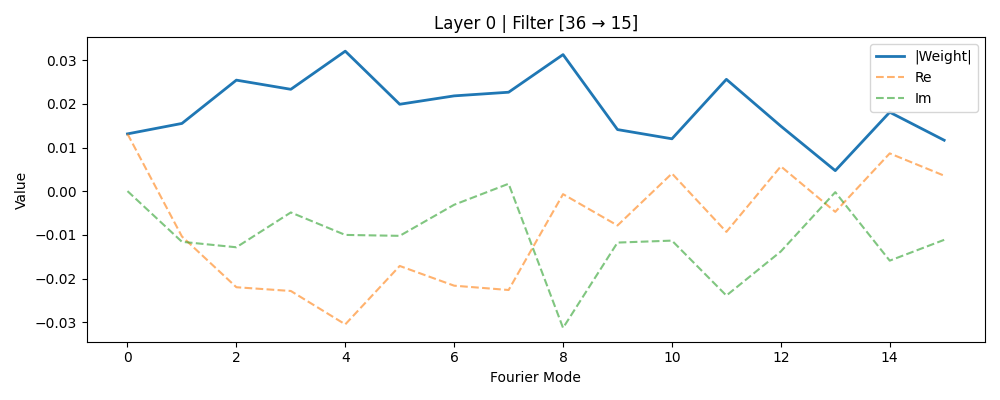 Layer 0 | Filter [36 → 15]
Value
0.03
0.02
0.01
0.00
−0.01
−0.02
−0.03
|Weight|
Re
Im
0 2 4 6 8 10 12 14
Fourier Mode